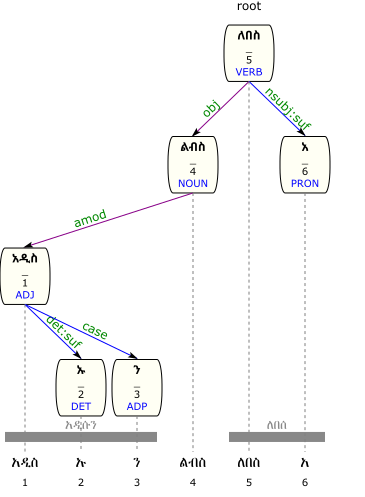 root
ለበስ
_
5
VERB
obj
nsubj:suf
ልብስ
_
4
NOUN
አ
_
6
PRON
amod
አዲስ
_
1
ADJ
det:suf
case
ኡ
_
2
DET
ን
_
3
ADP
አዲሱን
ለበሰ
አዲስ ኡ ን ልብስ ለበስ አ
1 2 3 4 5 6